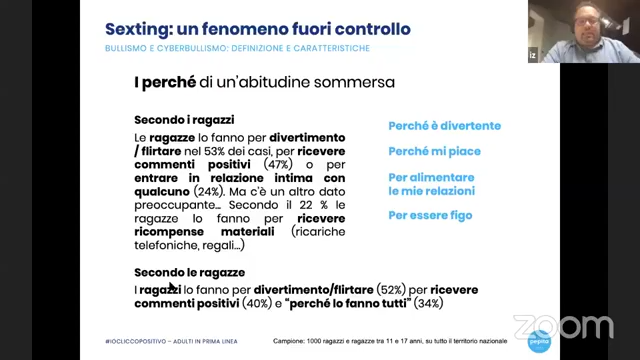 Sexting: un fenomeno fuori controllo
BULLISMO E CYBERBULLISMO: DEFINIZIONE E CARATTERISTICHE
I perché di un'abitudine sommersa
Secondo i ragazzi
Le ragazze lo fanno per divertimento
/ flirtare nel 53% dei casi, per ricevere
commenti positivi (47%) o per
entrare in relazione intima con
qualcuno (24%). Ma c'è un altro dato
preoccupante... Secondo il 22 % le
ragazze lo fanno per ricevere
ricompense materiali (ricariche
telefoniche, regali...)
Perché è divertente
Perché mi piace
Per alimentare
le mie relazioni
Per essere figo
Secondo le ragazze
I ragazzi lo fanno per divertimento/flirtare (52%) per ricevere
commenti positivi (40%) e "perché lo fanno tutti" (34%)
#IOCLICCOPOSITIVO – ADULTI IN PRIMA LINEA
Campione: 1000 ragazzi e ragazze tra 11 e 17 anni, su tutto il territorio nazionale
pepita
zoom
iz